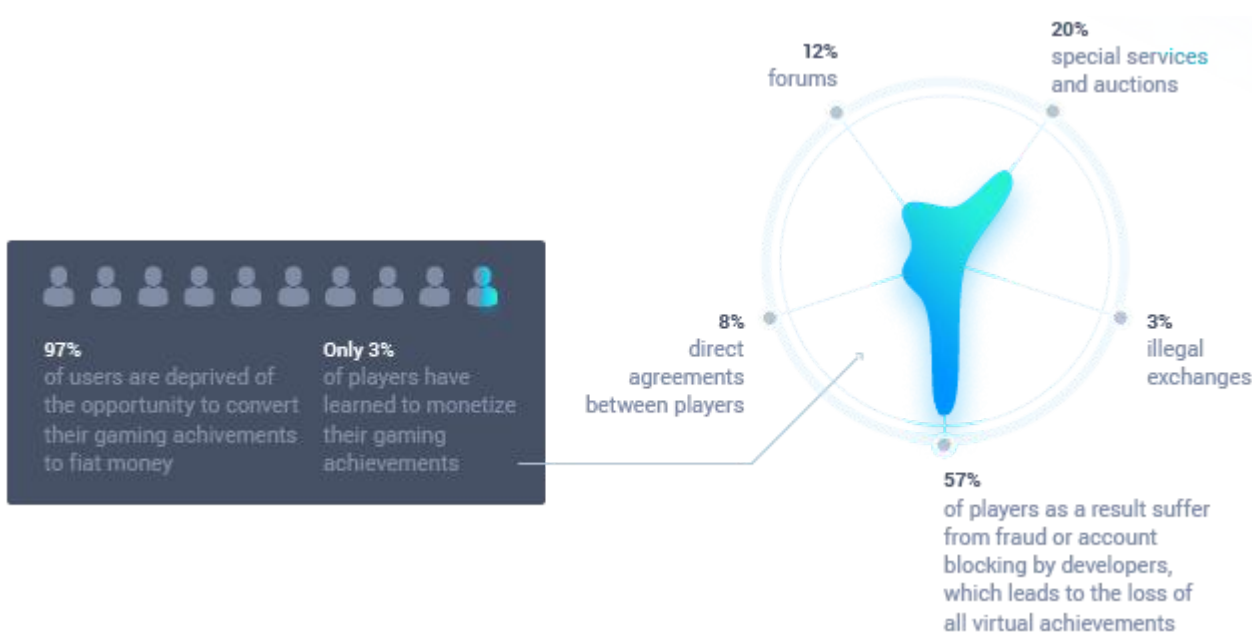 20%
special services
and auctions
12%
forums
97%
of users are deprived of
the opportunity to convert
their gaming achivements
to fiat money
Only 3%
of players have
learned to monetize
their gaming
achievements
8%
direct
agreements
between players
3%
illegal
exchanges
57%
of players as a result suffer
from fraud or account
blocking by developers,
which leads to the loss of
all virtual achievements